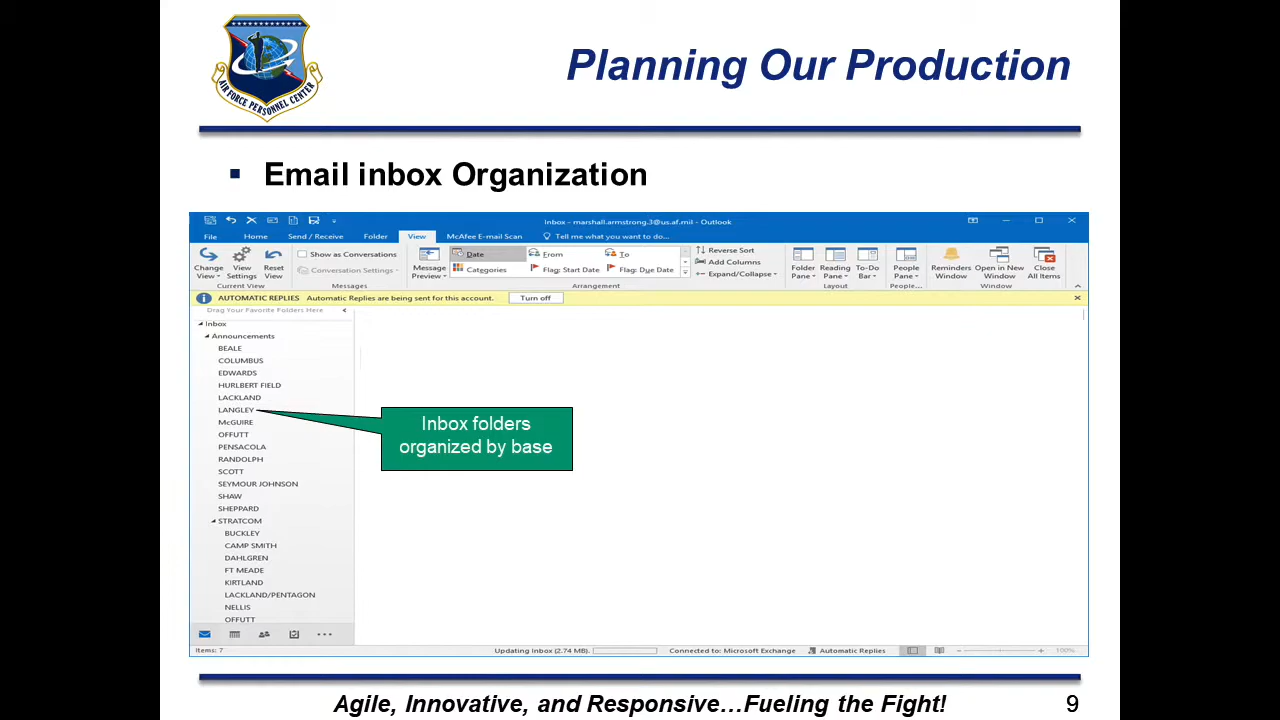 AIR FORCE PERSONNEL CENTER
Planning Our Production
Email inbox Organization
Inbox - marshall.armstrong.3@us.af.mil - Outlook
File Home Send / Receive Folder View McAfee E-mail Scan Tell me what you want to do...
Change View
View Settings
Reset View
Current View
Show as Conversations
Conversation Settings
Messages
Message Preview
Date From To
Categories Flag: Start Date Flag: Due Date
Arrangement
Reverse Sort
Add Columns
Expand/Collapse
Folder Pane
Reading Pane
To-Do Bar
Layout
People Pane
People...
Reminders Window
Open in New Window
Close All Items
Window
AUTOMATIC REPLIES Automatic Replies are being sent for this account. Turn off
Drag Your Favorite Folders Here
Inbox
Announcements
BEALE
COLUMBUS
EDWARDS
HURLBERT FIELD
LACKLAND
LANGLEY
McGUIRE
OFFUTT
PENSACOLA
RANDOLPH
SCOTT
SEYMOUR JOHNSON
SHAW
SHEPPARD
STRATCOM
BUCKLEY
CAMP SMITH
DAHLGREN
FT MEADE
KIRTLAND
LACKLAND/PENTAGON
NELLIS
OFFUTT
Inbox folders
organized by base
Items: 7 Updating Inbox (2.74 MB). Connected to: Microsoft Exchange Automatic Replies 100%
Agile, Innovative, and Responsive…Fueling the Fight! 9